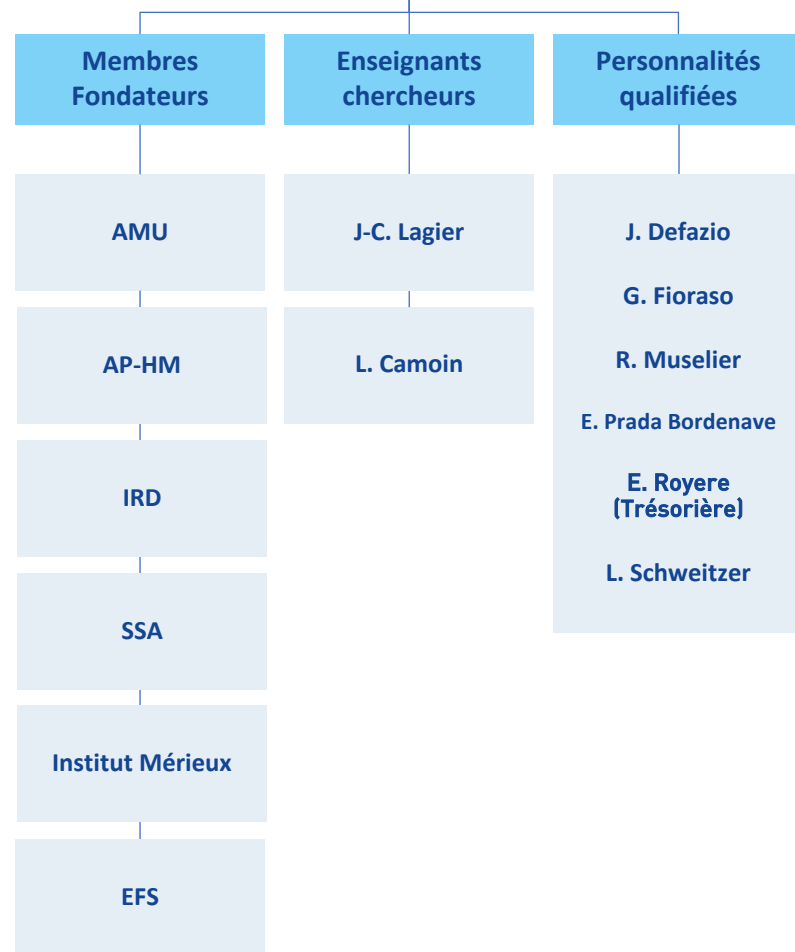 Membres
Fondateurs
AMU
AP-HM
IRD
SSA
Institut Mérieux
EFS
Enseignants
chercheurs
J-C. Lagier
L. Camoin
Personnalités
qualifiées
J. Defazio
G. Fioraso
R. Muselier
E. Prada Bordenave
E. Royere
(Trésorière)
L. Schweitzer